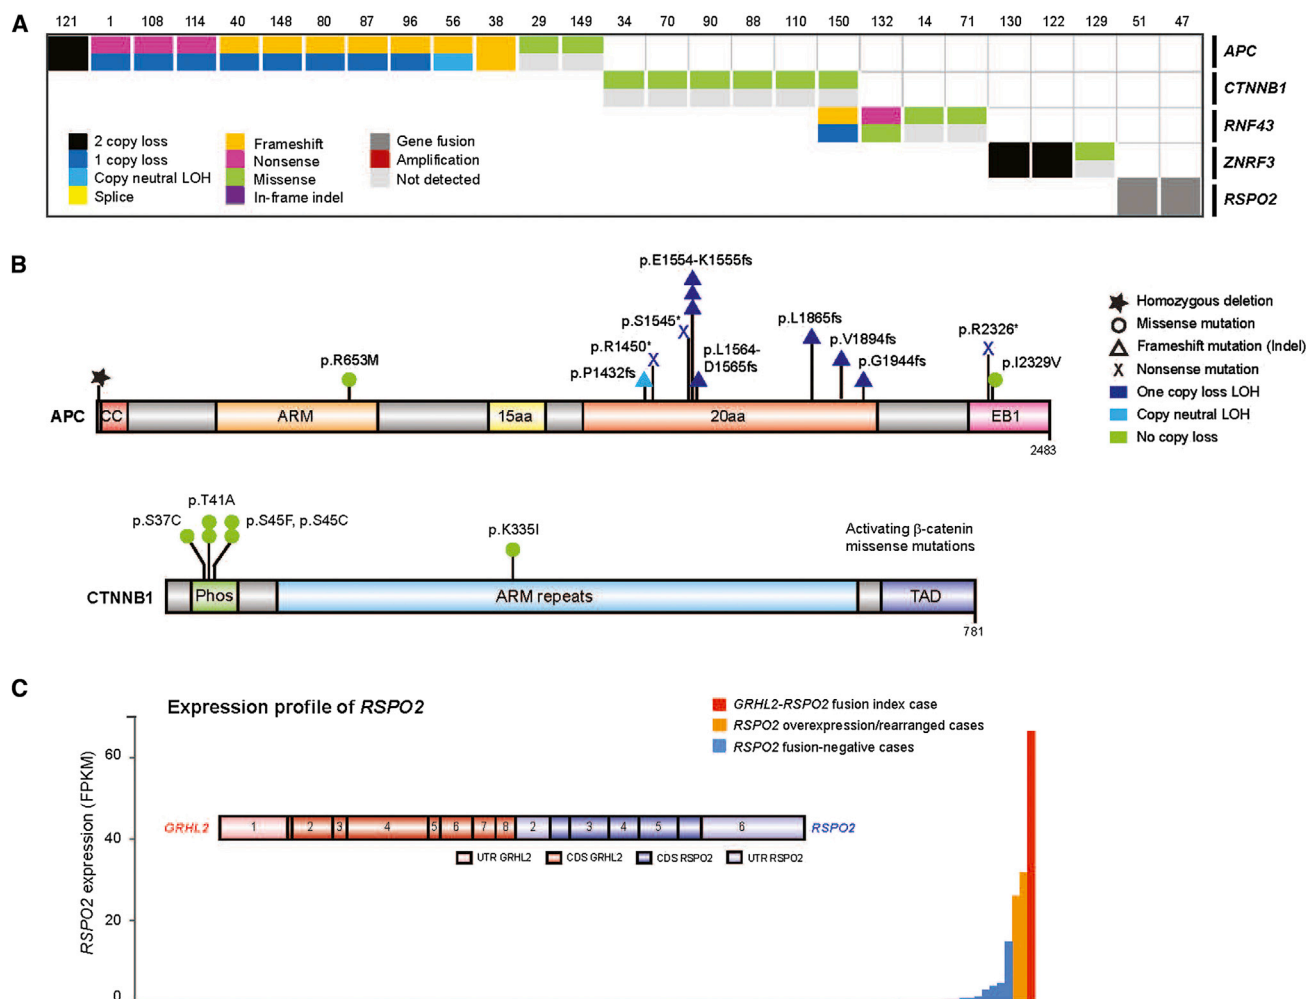 A
121 1 108 114 40 148 80 87 96 56 38 29 149 34 70 90 88 110 150 132 14 71 130 122 129 51 47
APC
CTNNB1
RNF43
ZNRF3
RSPO2
2 copy loss
1 copy loss
Copy neutral LOH
Splice
Frameshift
Nonsense
Missense
In-frame indel
Gene fusion
Amplification
Not detected
B
p.E1554-K1555fs
p.S1545*
p.R1450*
p.P1432fs
p.L1564-
D1565fs
p.L1865fs
p.V1894fs
p.G1944fs
p.R2326*
p.I2329V
p.R653M
APC
CC
ARM
15aa
20aa
EB1
2483
Homozygous deletion
Missense mutation
Frameshift mutation (Indel)
X Nonsense mutation
One copy loss LOH
Copy neutral LOH
No copy loss
p.T41A
p.S37C
p.S45F, p.S45C
p.K335I
Activating β-catenin
missense mutations
CTNNB1
Phos
ARM repeats
TAD
781
C
Expression profile of RSPO2
GRHL2-RSPO2 fusion index case
RSPO2 overexpression/rearranged cases
RSPO2 fusion-negative cases
RSPO2 expression (FPKM)
60
40
20
0
GRHL2 1 2 3 4 5 6 7 8 2 3 4 5 6 RSPO2
UTR GRHL2 CDS GRHL2 CDS RSPO2 UTR RSPO2